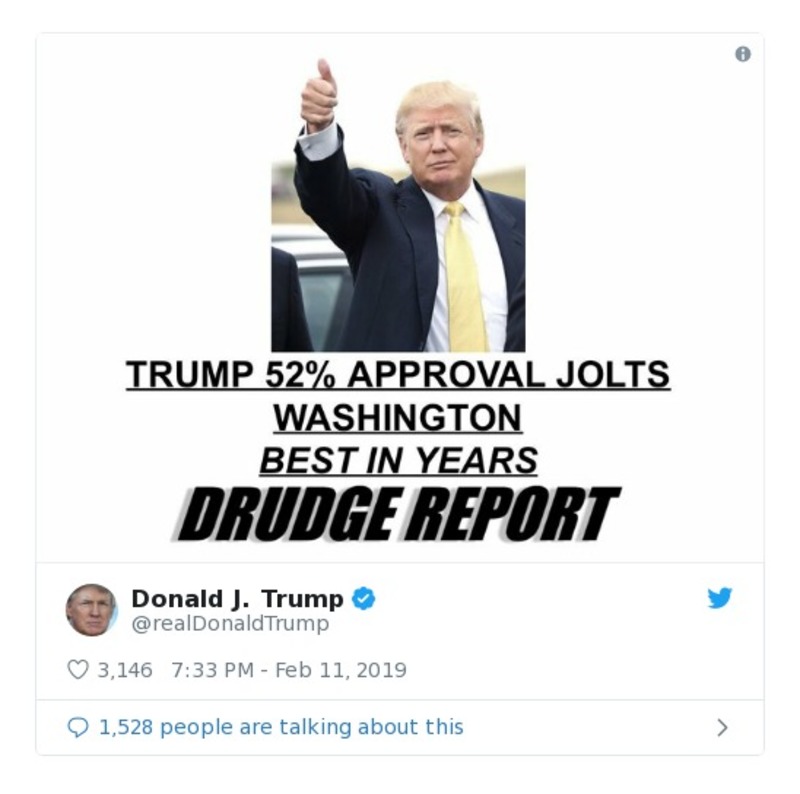 TRUMP 52% APPROVAL JOLTS
WASHINGTON
BEST IN YEARS
DRUDGE REPORT
Donald J. Trump
@realDonaldTrump
3,146 7:33 PM - Feb 11, 2019
1,528 people are talking about this